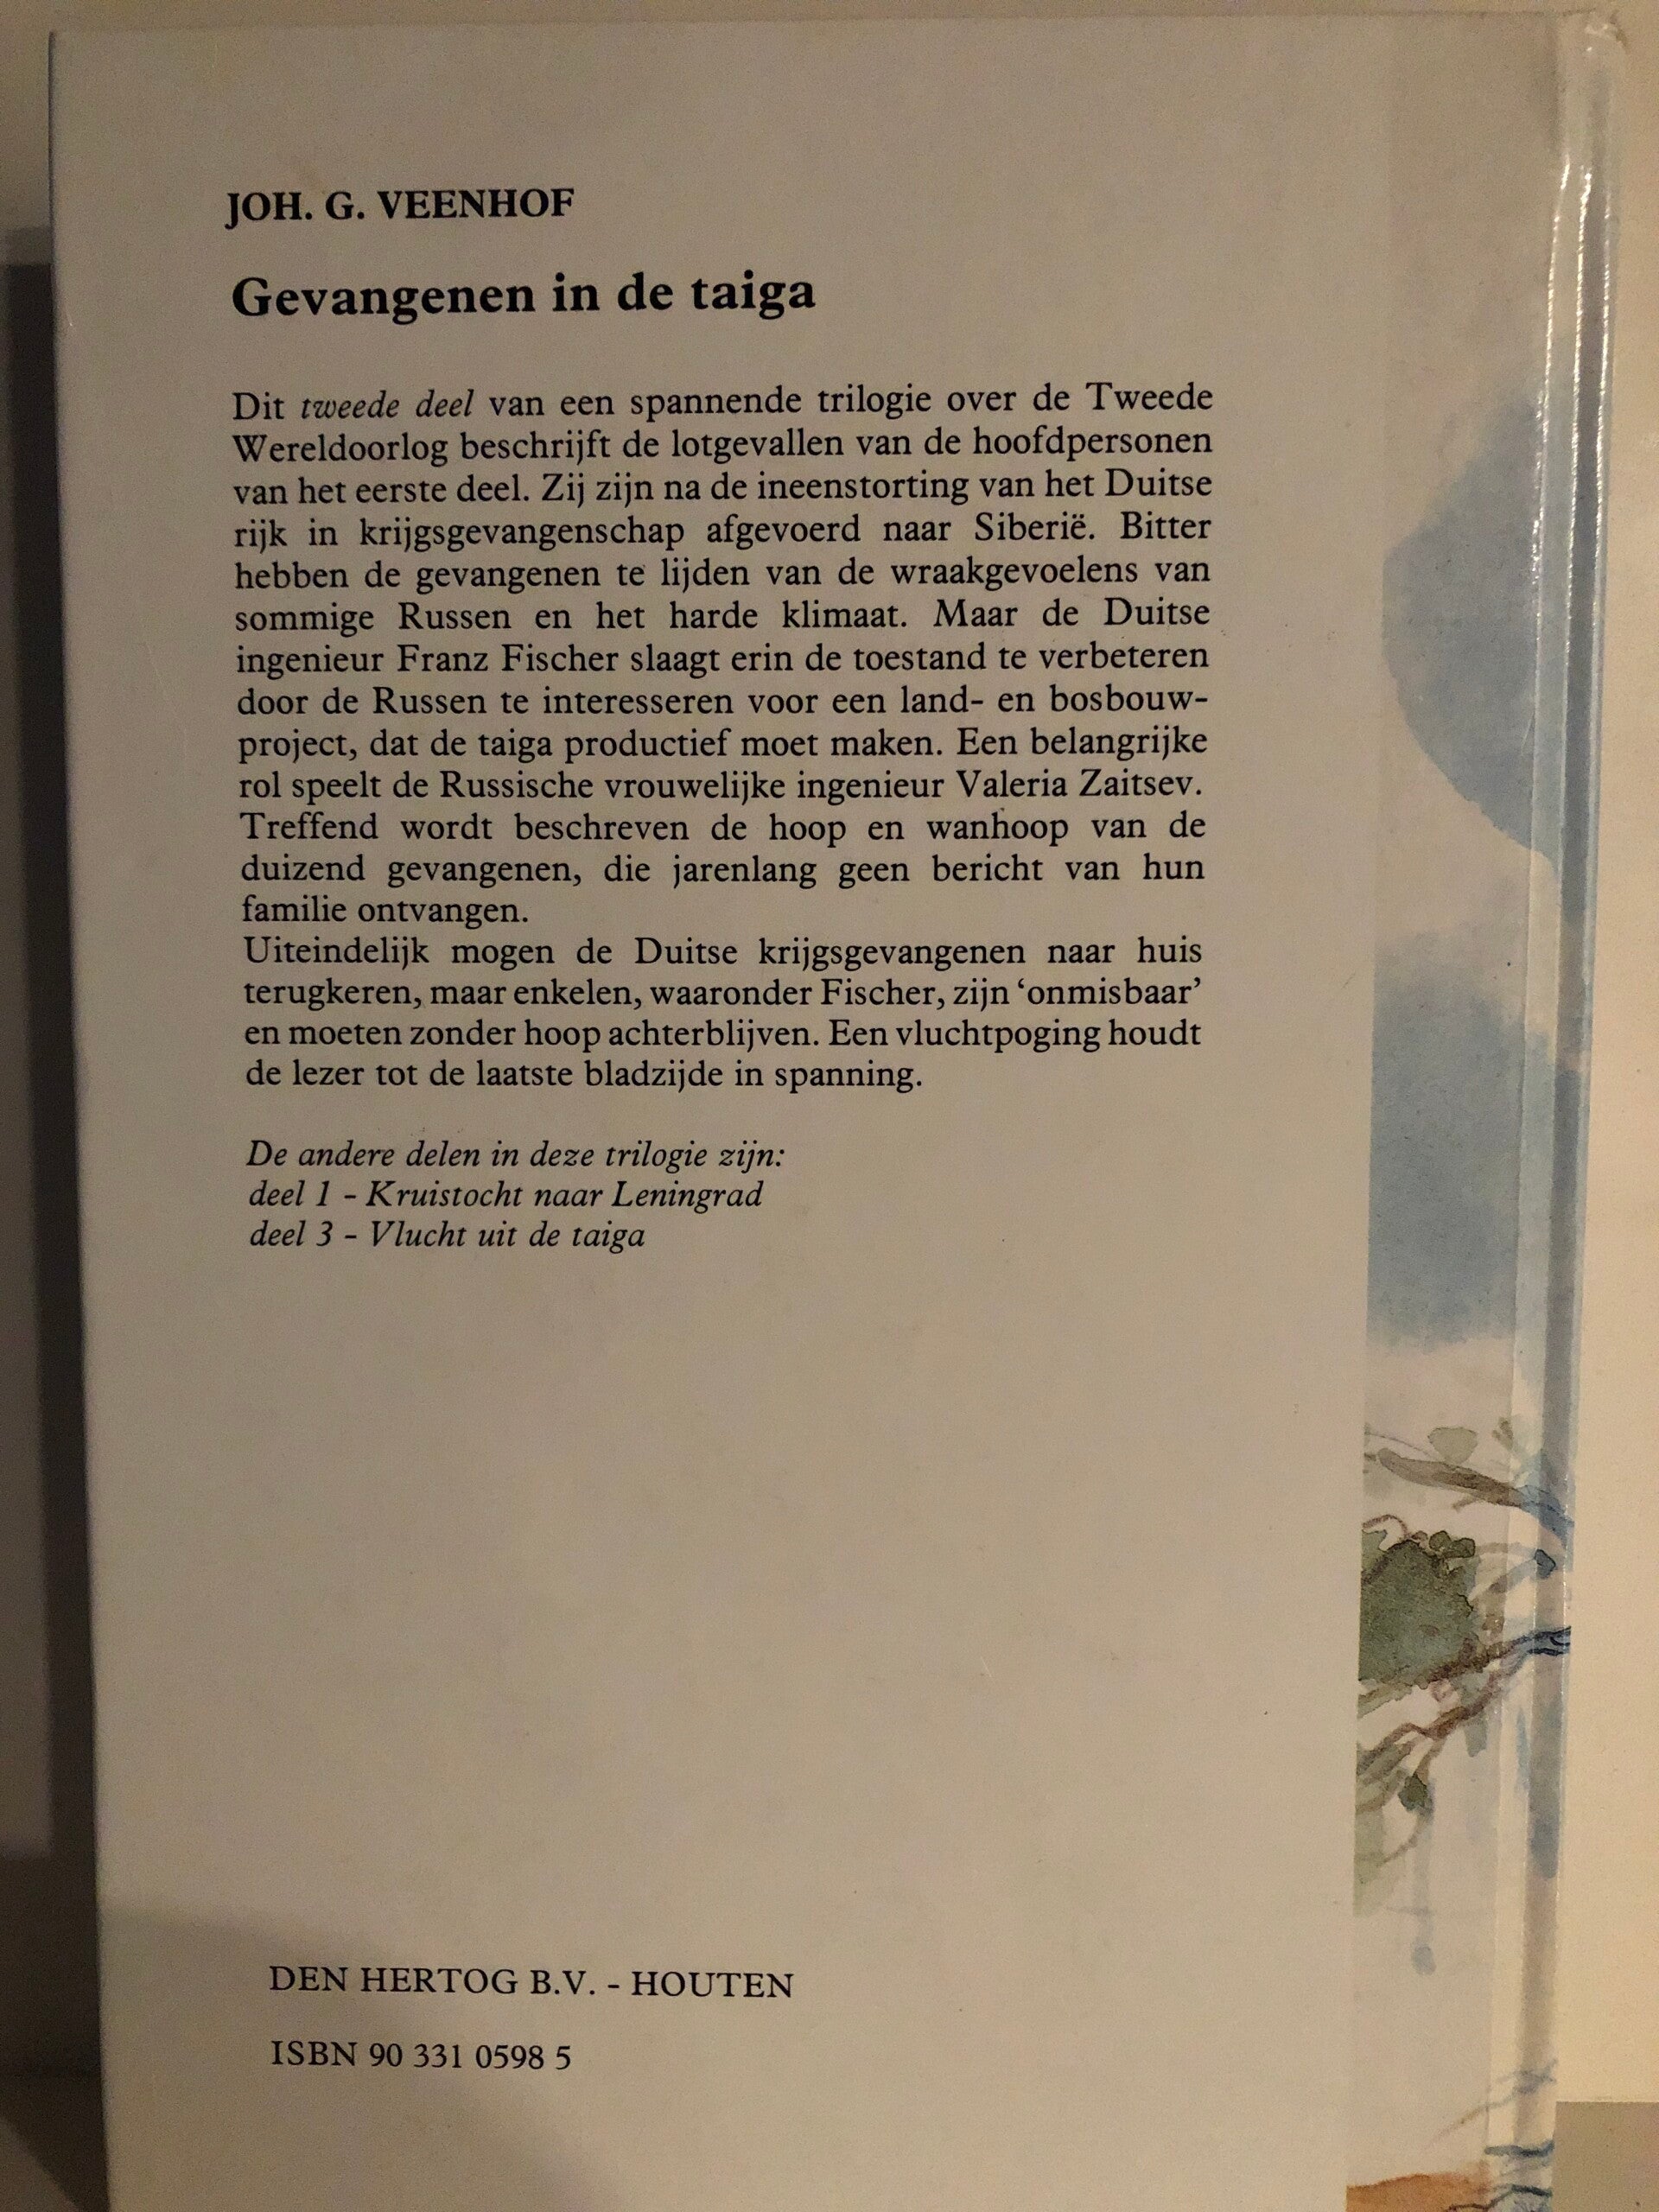 JOH. G. VEENHOF
Gevangenen in de taiga
Dit tweede deel van een spannende trilogie over de Tweede
Wereldoorlog beschrijft de lotgevallen van de hoofdpersonen
van het eerste deel. Zij zijn na de ineenstorting van het Duitse
rijk in krijgsgevangenschap afgevoerd naar Siberië. Bitter
hebben de gevangenen te lijden van de wraakgevoelens van
sommige Russen en het harde klimaat. Maar de Duitse
ingenieur Franz Fischer slaagt erin de toestand te verbeteren
door de Russen te interesseren voor een land- en bosbouw-
project, dat de taiga productief moet maken. Een belangrijke
rol speelt de Russische vrouwelijke ingenieur Valeria Zaitsev.
Treffend wordt beschreven de hoop en wanhoop van de
duizend gevangenen, die jarenlang geen bericht van hun
familie ontvangen.
Uiteindelijk mogen de Duitse krijgsgevangenen naar huis
terugkeren, maar enkelen, waaronder Fischer, zijn ‘onmisbaar’
en moeten zonder hoop achterblijven. Een vluchtpoging houdt
de lezer tot de laatste bladzijde in spanning.
De andere delen in deze trilogie zijn:
deel 1 - Kruistocht naar Leningrad
deel 3 - Vlucht uit de taiga
DEN HERTOG B.V. - HOUTEN
ISBN 90 331 0598 5